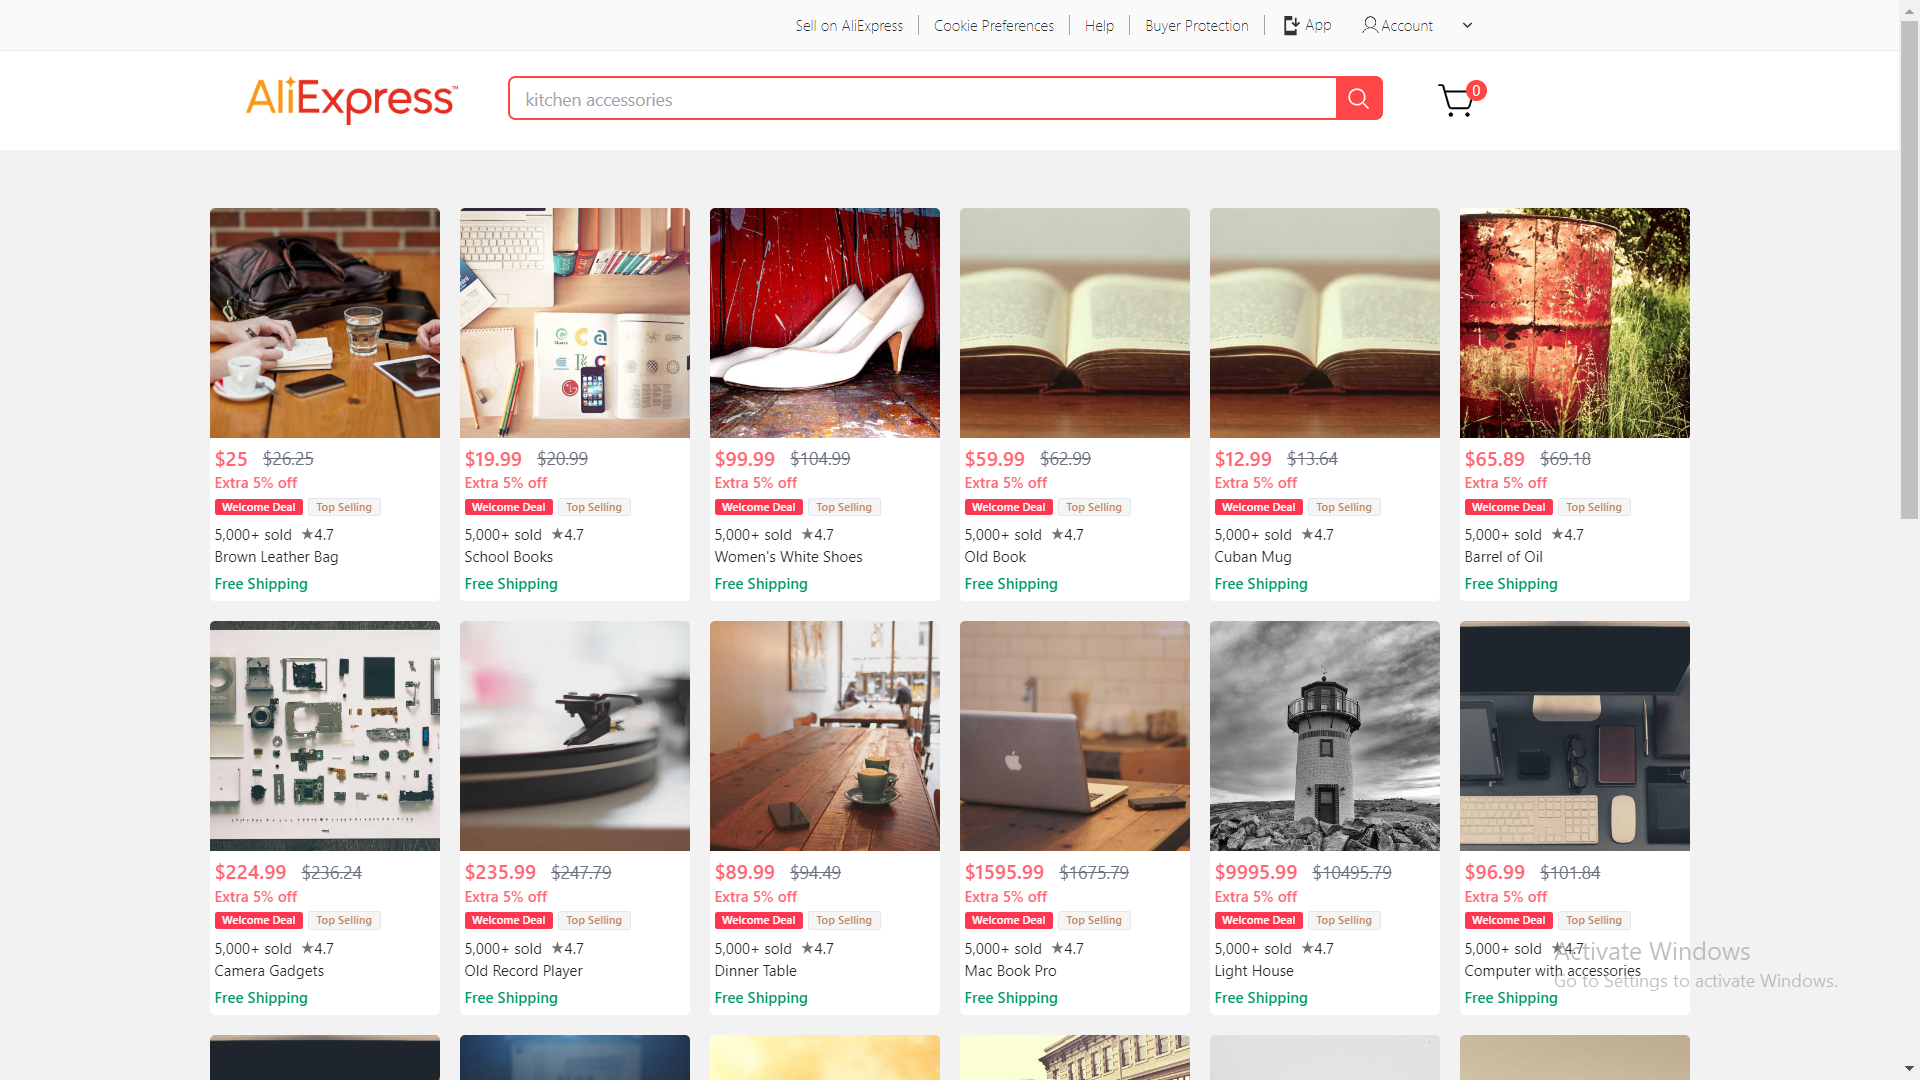 Sell on AliExpress
Cookie Preferences
Help
Buyer Protection
App
Account
AliExpress™
kitchen accessories
0
$25 $26.25
Extra 5% off
Welcome Deal Top Selling
5,000+ sold ★4.7
Brown Leather Bag
Free Shipping
$19.99 $20.99
Extra 5% off
Welcome Deal Top Selling
5,000+ sold ★4.7
School Books
Free Shipping
$99.99 $104.99
Extra 5% off
Welcome Deal Top Selling
5,000+ sold ★4.7
Women's White Shoes
Free Shipping
$59.99 $62.99
Extra 5% off
Welcome Deal Top Selling
5,000+ sold ★4.7
Old Book
Free Shipping
$12.99 $13.64
Extra 5% off
Welcome Deal Top Selling
5,000+ sold ★4.7
Cuban Mug
Free Shipping
$65.89 $69.18
Extra 5% off
Welcome Deal Top Selling
5,000+ sold ★4.7
Barrel of Oil
Free Shipping
$224.99 $236.24
Extra 5% off
Welcome Deal Top Selling
5,000+ sold ★4.7
Camera Gadgets
Free Shipping
$235.99 $247.79
Extra 5% off
Welcome Deal Top Selling
5,000+ sold ★4.7
Old Record Player
Free Shipping
$89.99 $94.49
Extra 5% off
Welcome Deal Top Selling
5,000+ sold ★4.7
Dinner Table
Free Shipping
$1595.99 $1675.79
Extra 5% off
Welcome Deal Top Selling
5,000+ sold ★4.7
Mac Book Pro
Free Shipping
$9995.99 $10495.79
Extra 5% off
Welcome Deal Top Selling
5,000+ sold ★4.7
Light House
Free Shipping
$96.99 $101.84
Extra 5% off
Welcome Deal Top Selling
5,000+ sold ★4.7
Computer with accessories
Free Shipping
Activate Windows
Go to Settings to activate Windows.